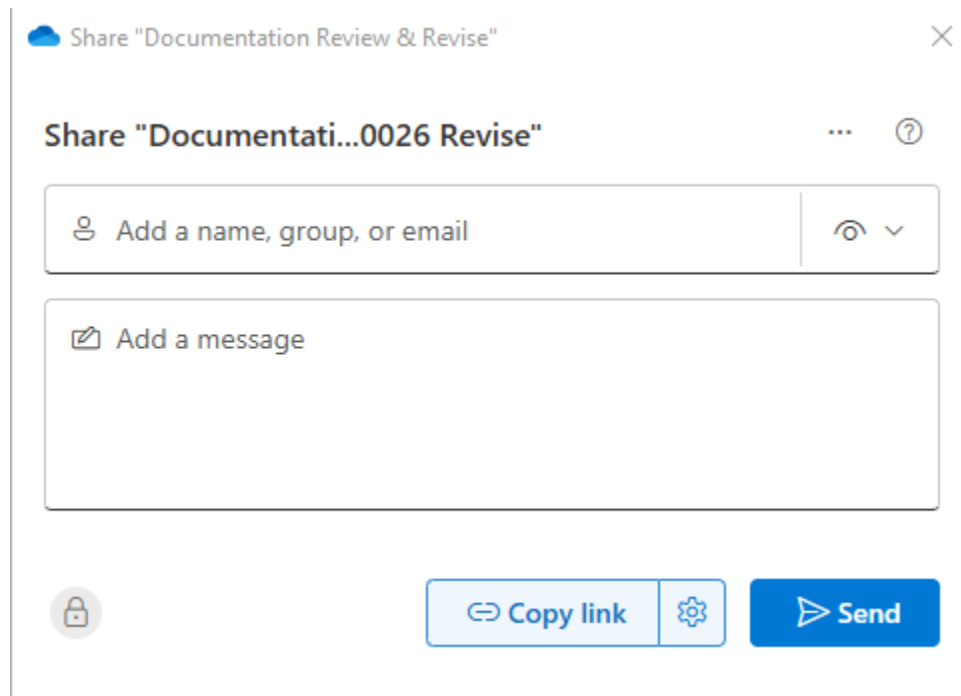 Share "Documentation Review & Revise"
Share "Documentati...0026 Revise"
Add a name, group, or email
Add a message
Copy link
Send